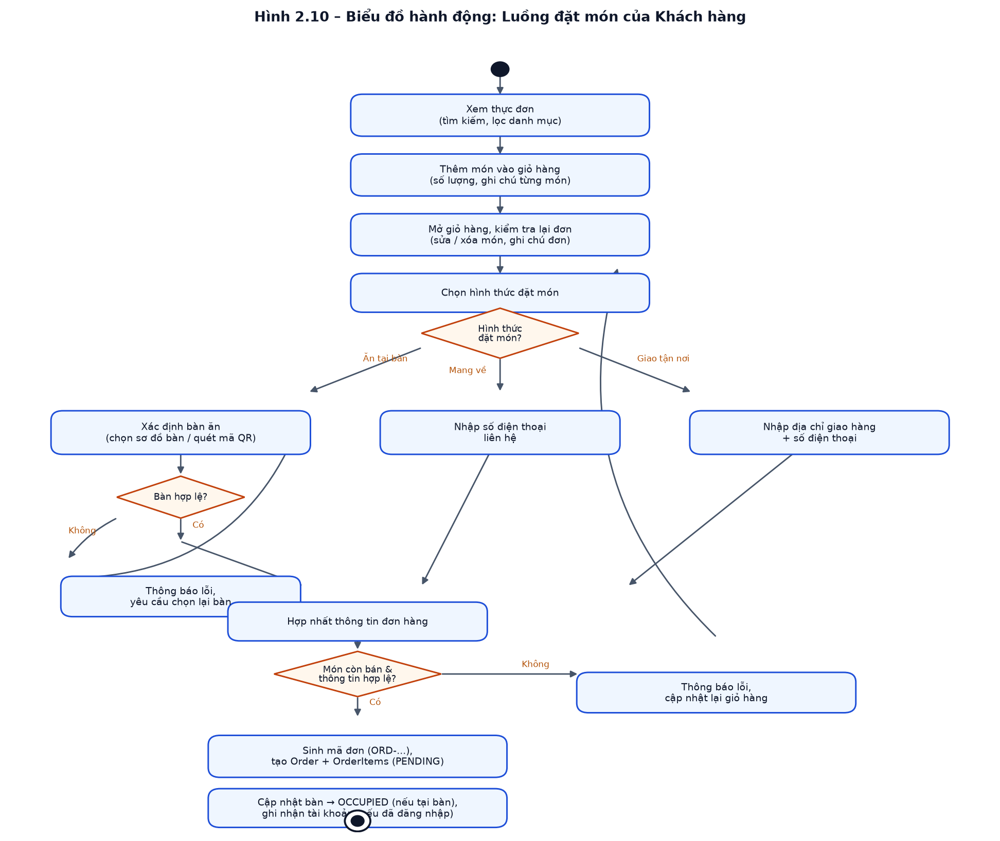 Hình 2.10 – Biểu đồ hành động: Luồng đặt món của Khách hàng
Xem thực đơn
(tìm kiếm, lọc danh mục)
Thêm món vào giỏ hàng
(số lượng, ghi chú từng món)
Mở giỏ hàng, kiểm tra lại đơn
(sửa / xóa món, ghi chú đơn)
Chọn hình thức đặt món
Hình thức
đặt món?
Ăn tại bàn
Mang về
Giao tận nơi
Xác định bàn ăn
(chọn sơ đồ bàn / quét mã QR)
Nhập số điện thoại
liên hệ
Nhập địa chỉ giao hàng
+ số điện thoại
Bàn hợp lệ?
Không
Có
Thông báo lỗi,
yêu cầu chọn lại bàn
Hợp nhất thông tin đơn hàng
Món còn bán &
thông tin hợp lệ?
Không
Có
Thông báo lỗi,
cập nhật lại giỏ hàng
Sinh mã đơn (ORD-...),
tạo Order + OrderItems (PENDING)
Cập nhật bàn → OCCUPIED (nếu tại bàn),
ghi nhận tài đã đăng nhập)